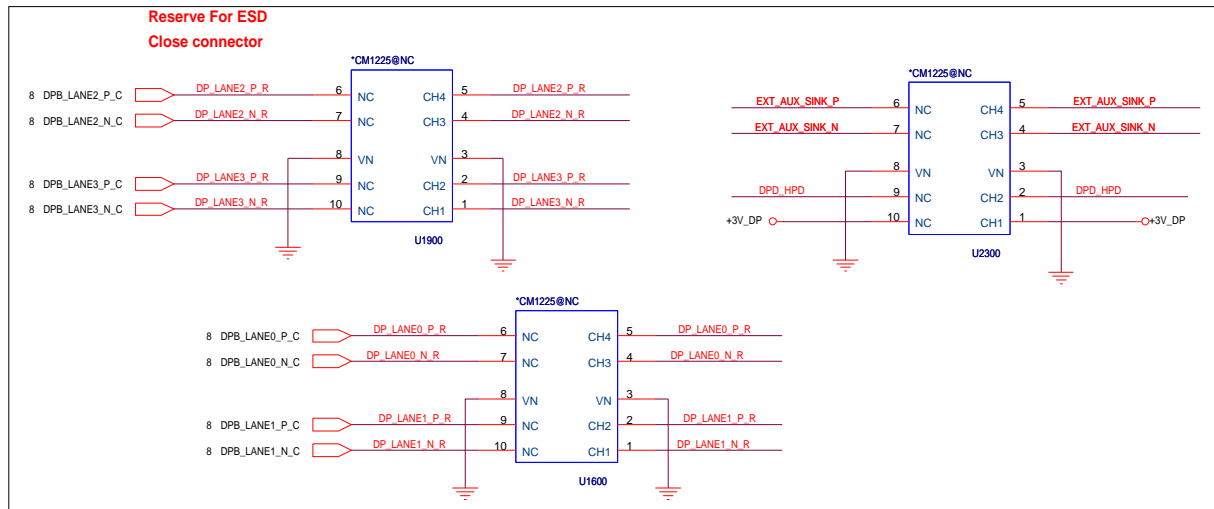 Reserve For ESD
Close connector
*CM1225@NC
8 DPB_LANE2_P_C DP_LANE2_P_R 6 NC CH4 5 DP_LANE2_P_R
8 DPB_LANE2_N_C DP_LANE2_N_R 7 NC CH3 4 DP_LANE2_N_R
8 VN VN 3
8 DPB_LANE3_P_C DP_LANE3_P_R 9 NC CH2 2 DP_LANE3_P_R
8 DPB_LANE3_N_C DP_LANE3_N_R 10 NC CH1 1 DP_LANE3_N_R
U1900
*CM1225@NC
EXT_AUX_SINK_P 6 NC CH4 5 EXT_AUX_SINK_P
EXT_AUX_SINK_N 7 NC CH3 4 EXT_AUX_SINK_N
8 VN VN 3
DPD_HPD 9 NC CH2 2 DPD_HPD
+3V_DP 10 NC CH1 1 +3V_DP
U2300
*CM1225@NC
8 DPB_LANE0_P_C DP_LANE0_P_R 6 NC CH4 5 DP_LANE0_P_R
8 DPB_LANE0_N_C DP_LANE0_N_R 7 NC CH3 4 DP_LANE0_N_R
8 VN VN 3
8 DPB_LANE1_P_C DP_LANE1_P_R 9 NC CH2 2 DP_LANE1_P_R
8 DPB_LANE1_N_C DP_LANE1_N_R 10 NC CH1 1 DP_LANE1_N_R
U1600